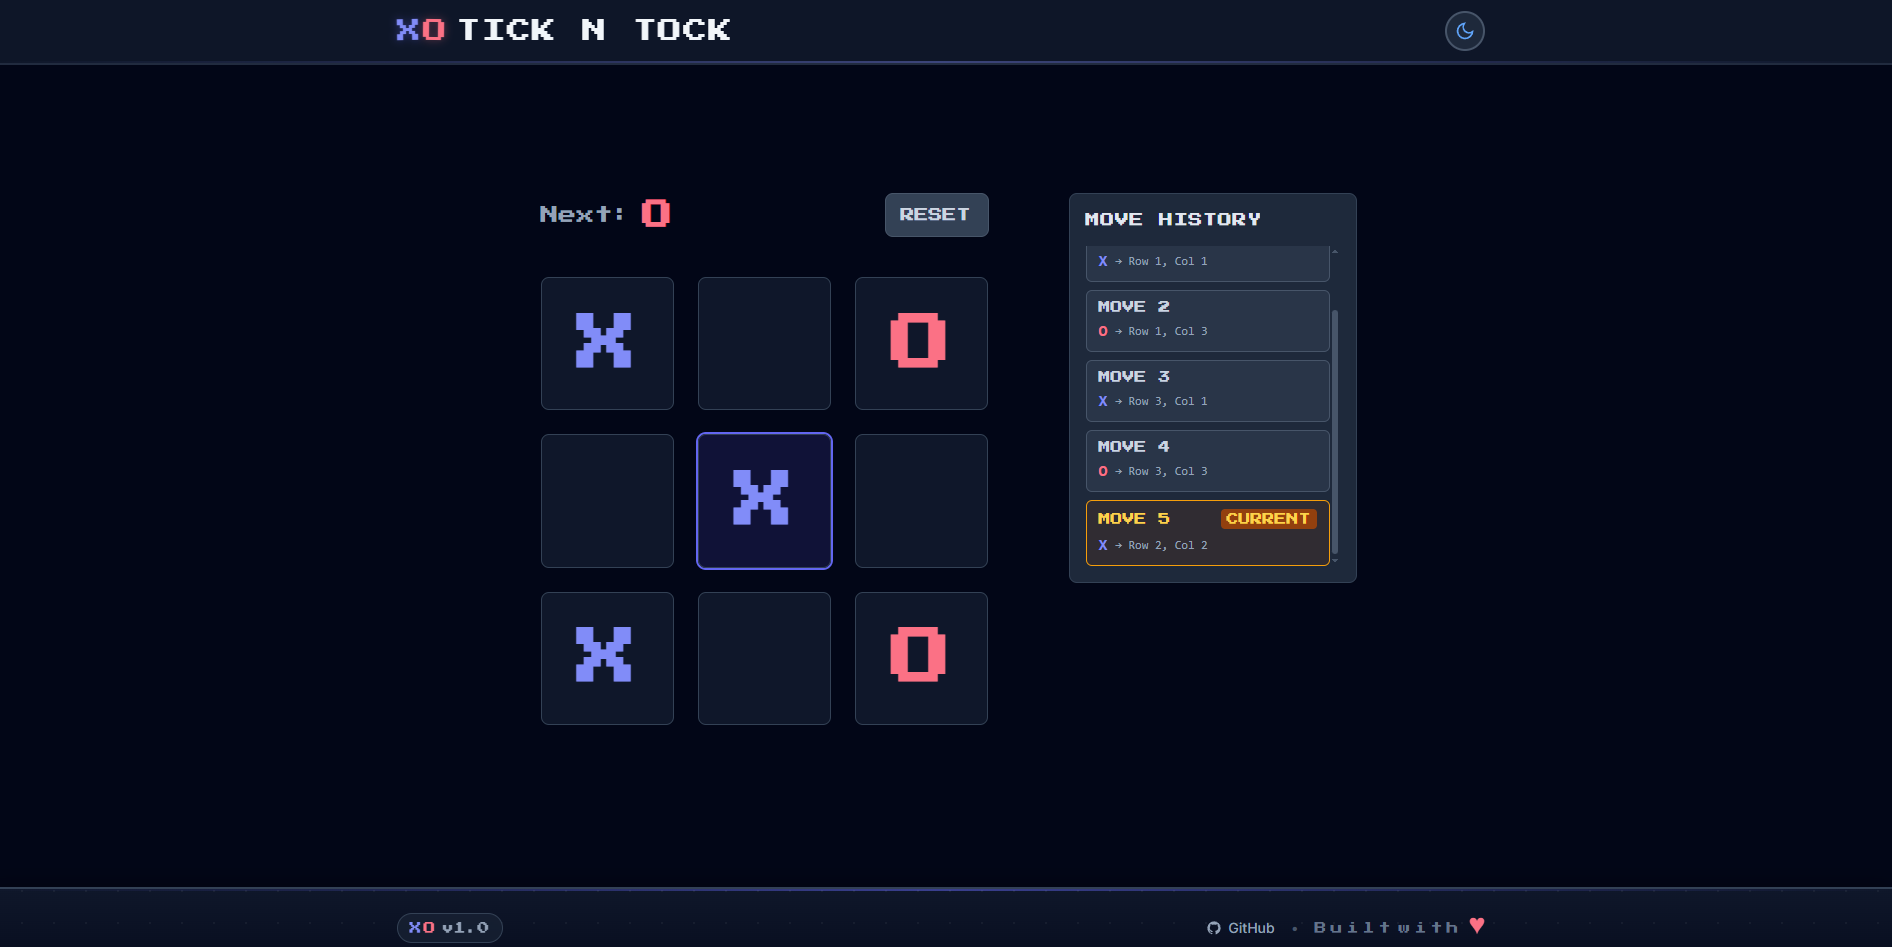 XO TICK N TOCK
Next: O
RESET
X O
X
X O
MOVE HISTORY
X → Row 1, Col 1
MOVE 2
O → Row 1, Col 3
MOVE 3
X → Row 3, Col 1
MOVE 4
O → Row 3, Col 3
MOVE 5 CURRENT
X → Row 2, Col 2
XO v1.0
GitHub • Built with ♥